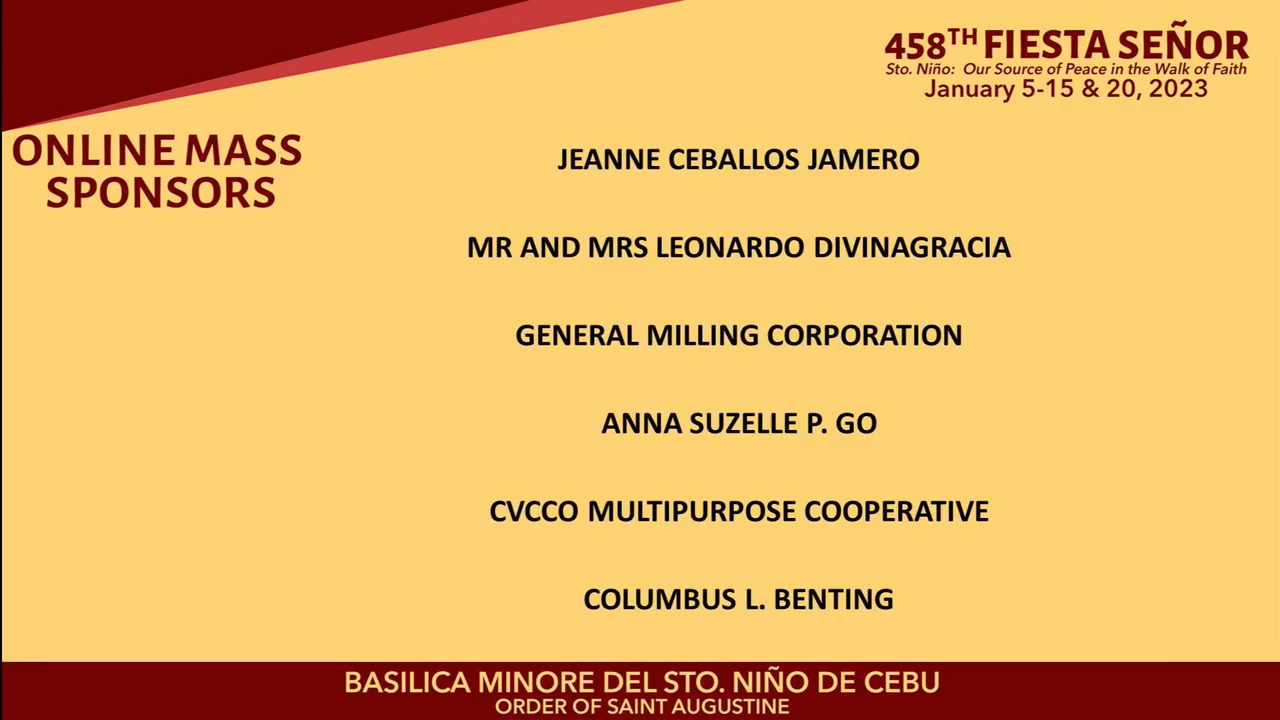 458TH FIESTA SEÑOR
Sto. Niño: Our Source of Peace in the Walk of Faith
January 5-15 & 20, 2023
ONLINE MASS
SPONSORS
JEANNE CEBALLOS JAMERO
MR AND MRS LEONARDO DIVINAGRACIA
GENERAL MILLING CORPORATION
ANNA SUZELLE P. GO
CVCCO MULTIPURPOSE COOPERATIVE
COLUMBUS L. BENTING
BASILICA MINORE DEL STO. NIÑO DE CEBU
ORDER OF SAINT AUGUSTINE